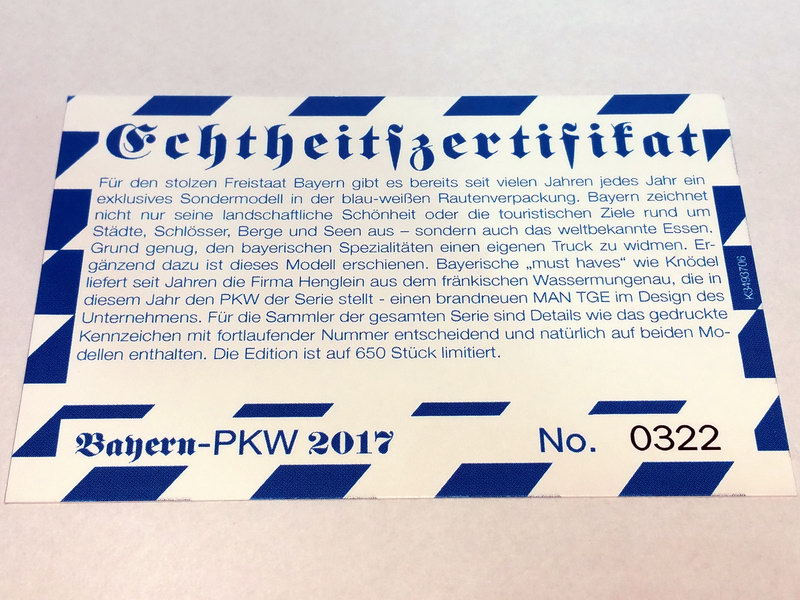 Echtheitszertifikat
Für den stolzen Freistaat Bayern gibt es bereits seit vielen Jahren jedes Jahr ein
exklusives Sondermodell in der blau-weißen Rautenverpackung. Bayern zeichnet
nicht nur seine landschaftliche Schönheit oder die touristischen Ziele rund um
Städte, Schlösser, Berge und Seen aus – sondern auch das weltbekannte Essen.
Grund genug, den bayerischen Spezialitäten einen eigenen Truck zu widmen. Er-
gänzend dazu ist dieses Modell erschienen. Bayerische „must haves“ wie Knödel
liefert seit Jahren die Firma Henglein aus dem fränkischen Wassermungenau, die in
diesem Jahr den PKW der Serie stellt - einen brandneuen MAN TGE im Design des
Unternehmens. Für die Sammler der gesamten Serie sind Details wie das gedruckte
Kennzeichen mit fortlaufender Nummer entscheidend und natürlich auf beiden Mo-
dellen enthalten. Die Edition ist auf 650 Stück limitiert.
K3493706
Bayern-PKW 2017 No. 0322